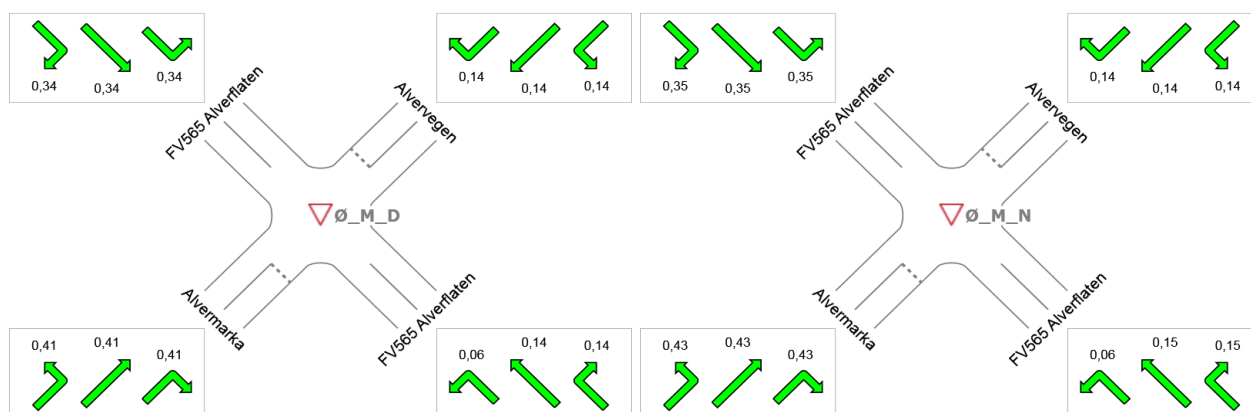 0,34 0,34 0,34
0,14 0,14 0,14
FV565 Alverflaten
Alvervegen
Ø_M_D
Alvermarka
FV565 Alverflaten
0,41 0,41 0,41
0,06 0,14 0,14
0,35 0,35 0,35
0,14 0,14 0,14
FV565 Alverflaten
Alvervegen
Ø_M_N
Alvermarka
FV565 Alverflaten
0,43 0,43 0,43
0,06 0,15 0,15